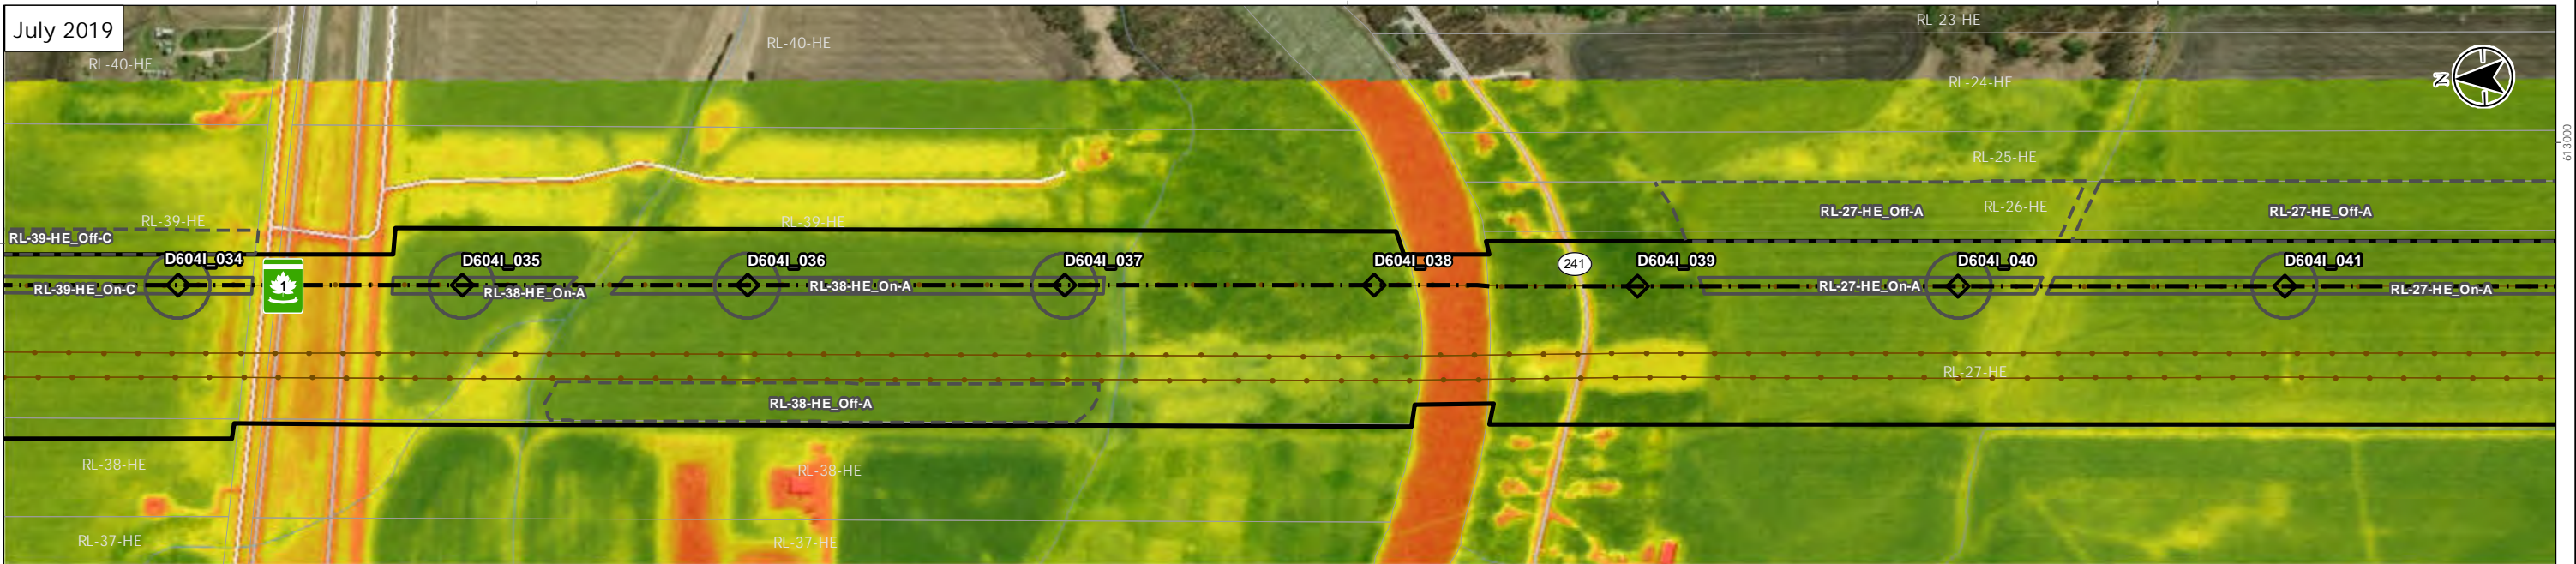 July 2019
RL-40-HE
RL-40-HE
RL-23-HE
RL-24-HE
N
613000
RL-25-HE
RL-39-HE
RL-39-HE
RL-26-HE
RL-27-HE_Off-A
RL-27-HE_Off-A
RL-39-HE_Off-C
D604I_034
D604I_035
D604I_036
D604I_037
D604I_038
241
D604I_039
D604I_040
D604I_041
RL-39-HE_On-C
1
RL-38-HE_On-A
RL-38-HE_On-A
RL-27-HE_On-A
RL-27-HE_On-A
RL-27-HE
RL-38-HE_Off-A
RL-38-HE
RL-38-HE
RL-37-HE
RL-37-HE